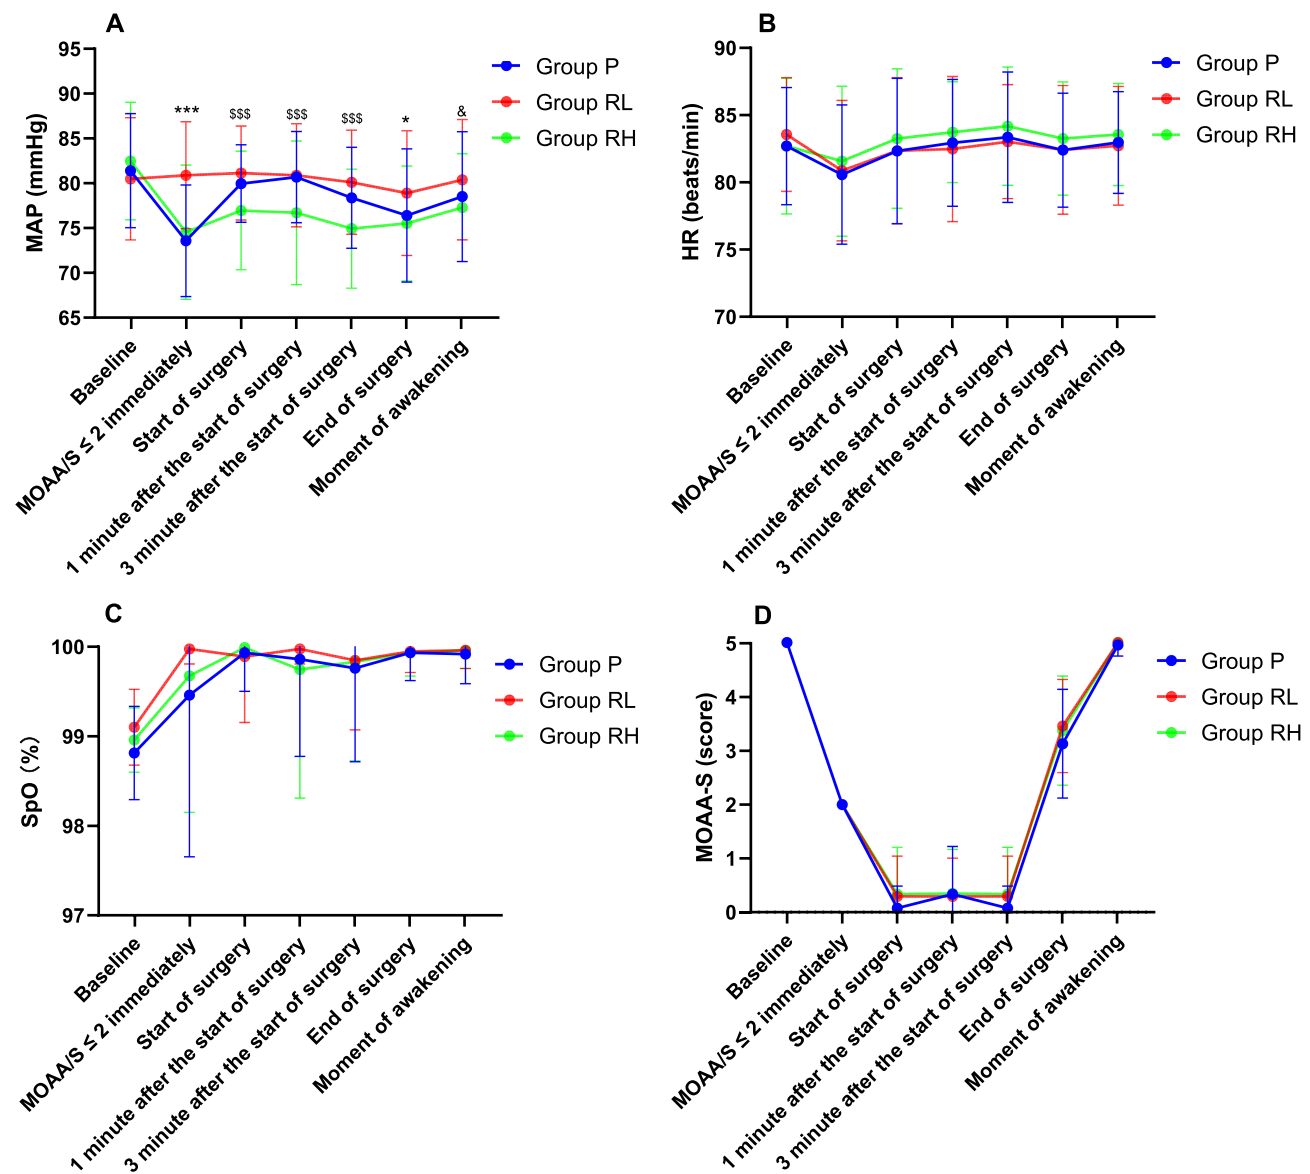 A
95
90
85
80
75
70
65
MAP (mmHg)
***
$$$
$$$
$$$
*
&
Group P
Group RL
Group RH
Baseline
MOAA/S ≤ 2 immediately
Start of surgery
1 minute after the start of surgery
3 minute after the start of surgery
End of surgery
Moment of awakening
B
90
85
80
75
70
HR (beats/min)
Group P
Group RL
Group RH
Baseline
MOAA/S ≤ 2 immediately
Start of surgery
1 minute after the start of surgery
3 minute after the start of surgery
End of surgery
Moment of awakening
C
100
99
98
97
SpO (%)
Group P
Group RL
Group RH
Baseline
MOAA/S ≤ 2 immediately
Start of surgery
1 minute after the start of surgery
3 minute after the start of surgery
End of surgery
Moment of awakening
D
5
4
3
2
1
0
MOAA-S (score)
Group P
Group RL
Group RH
Baseline
MOAA/S ≤ 2 immediately
Start of surgery
1 minute after the start of surgery
3 minute after the start of surgery
End of surgery
Moment of awakening